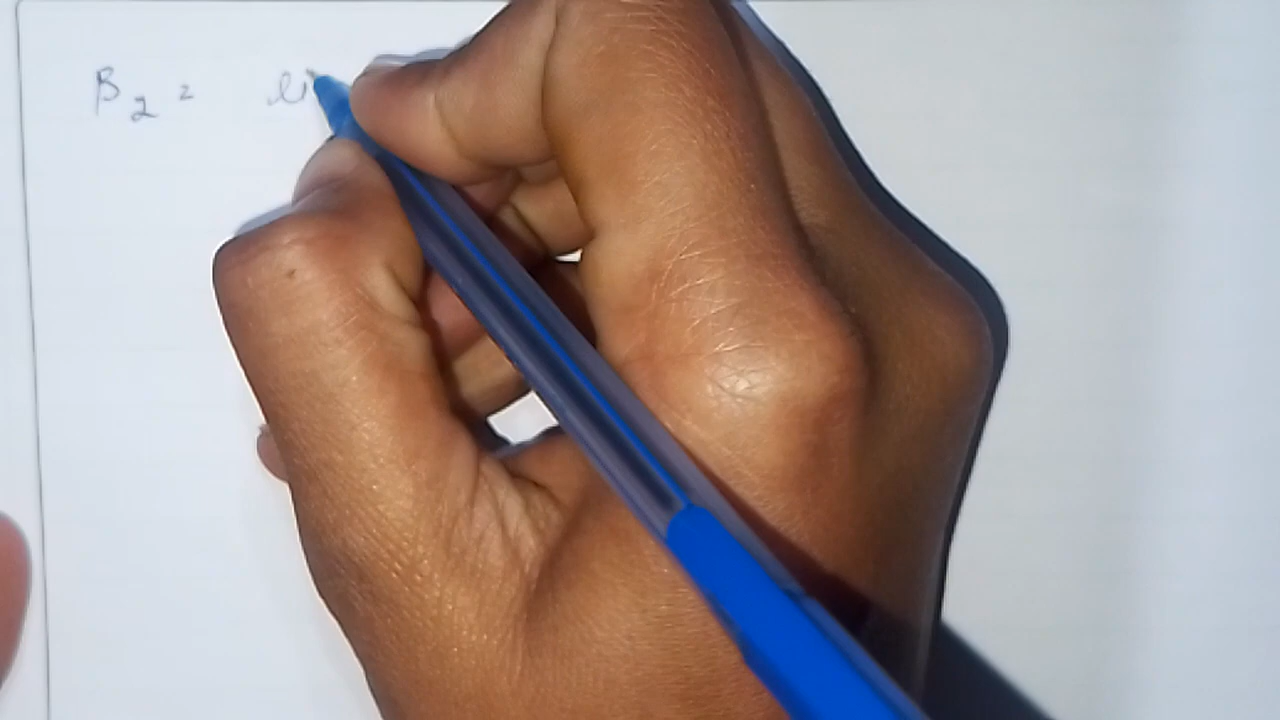 B₂ = li